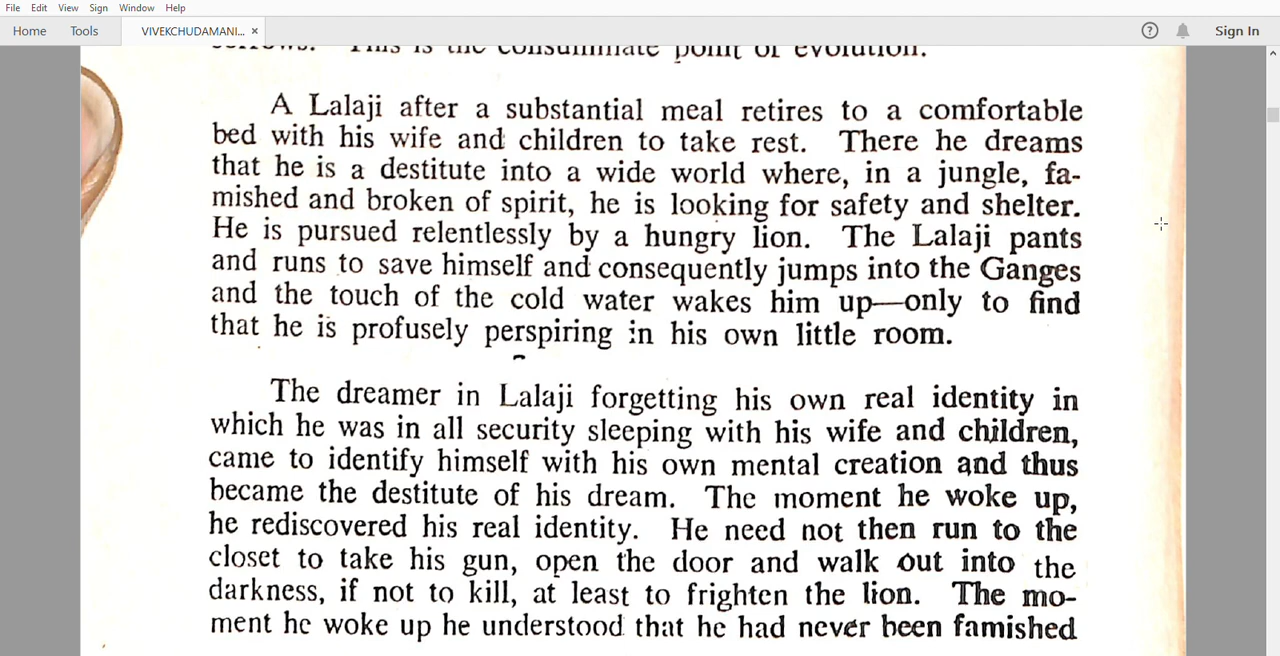 File Edit View Sign Window Help
Home Tools VIVEKCHUDAMANI... × Sign In
This is the consummate point of evolution.
A Lalaji after a substantial meal retires to a comfortable
bed with his wife and children to take rest. There he dreams
that he is a destitute into a wide world where, in a jungle, fa-
mished and broken of spirit, he is looking for safety and shelter.
He is pursued relentlessly by a hungry lion. The Lalaji pants
and runs to save himself and consequently jumps into the Ganges
and the touch of the cold water wakes him up—only to find
that he is profusely perspiring in his own little room.
The dreamer in Lalaji forgetting his own real identity in
which he was in all security sleeping with his wife and children,
came to identify himself with his own mental creation and thus
became the destitute of his dream. The moment he woke up,
he rediscovered his real identity. He need not then run to the
closet to take his gun, open the door and walk out into the
darkness, if not to kill, at least to frighten the lion. The mo-
ment he woke up he understood that he had never been famished